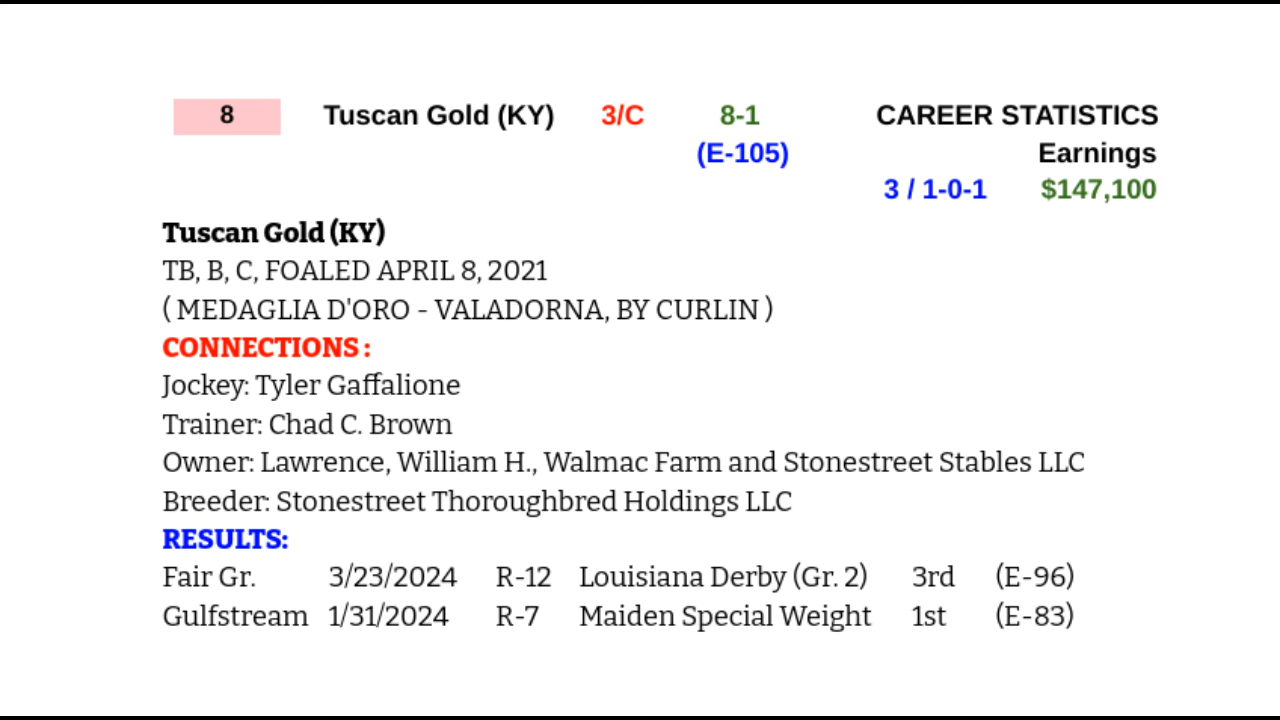 8 Tuscan Gold (KY) 3/C 8-1 CAREER STATISTICS
(E-105) Earnings
3 / 1-0-1 $147,100
Tuscan Gold (KY)
TB, B, C, FOALED APRIL 8, 2021
( MEDAGLIA D'ORO - VALADORNA, BY CURLIN )
CONNECTIONS :
Jockey: Tyler Gaffalione
Trainer: Chad C. Brown
Owner: Lawrence, William H., Walmac Farm and Stonestreet Stables LLC
Breeder: Stonestreet Thoroughbred Holdings LLC
RESULTS:
Fair Gr. 3/23/2024 R-12 Louisiana Derby (Gr. 2) 3rd (E-96)
Gulfstream 1/31/2024 R-7 Maiden Special Weight 1st (E-83)